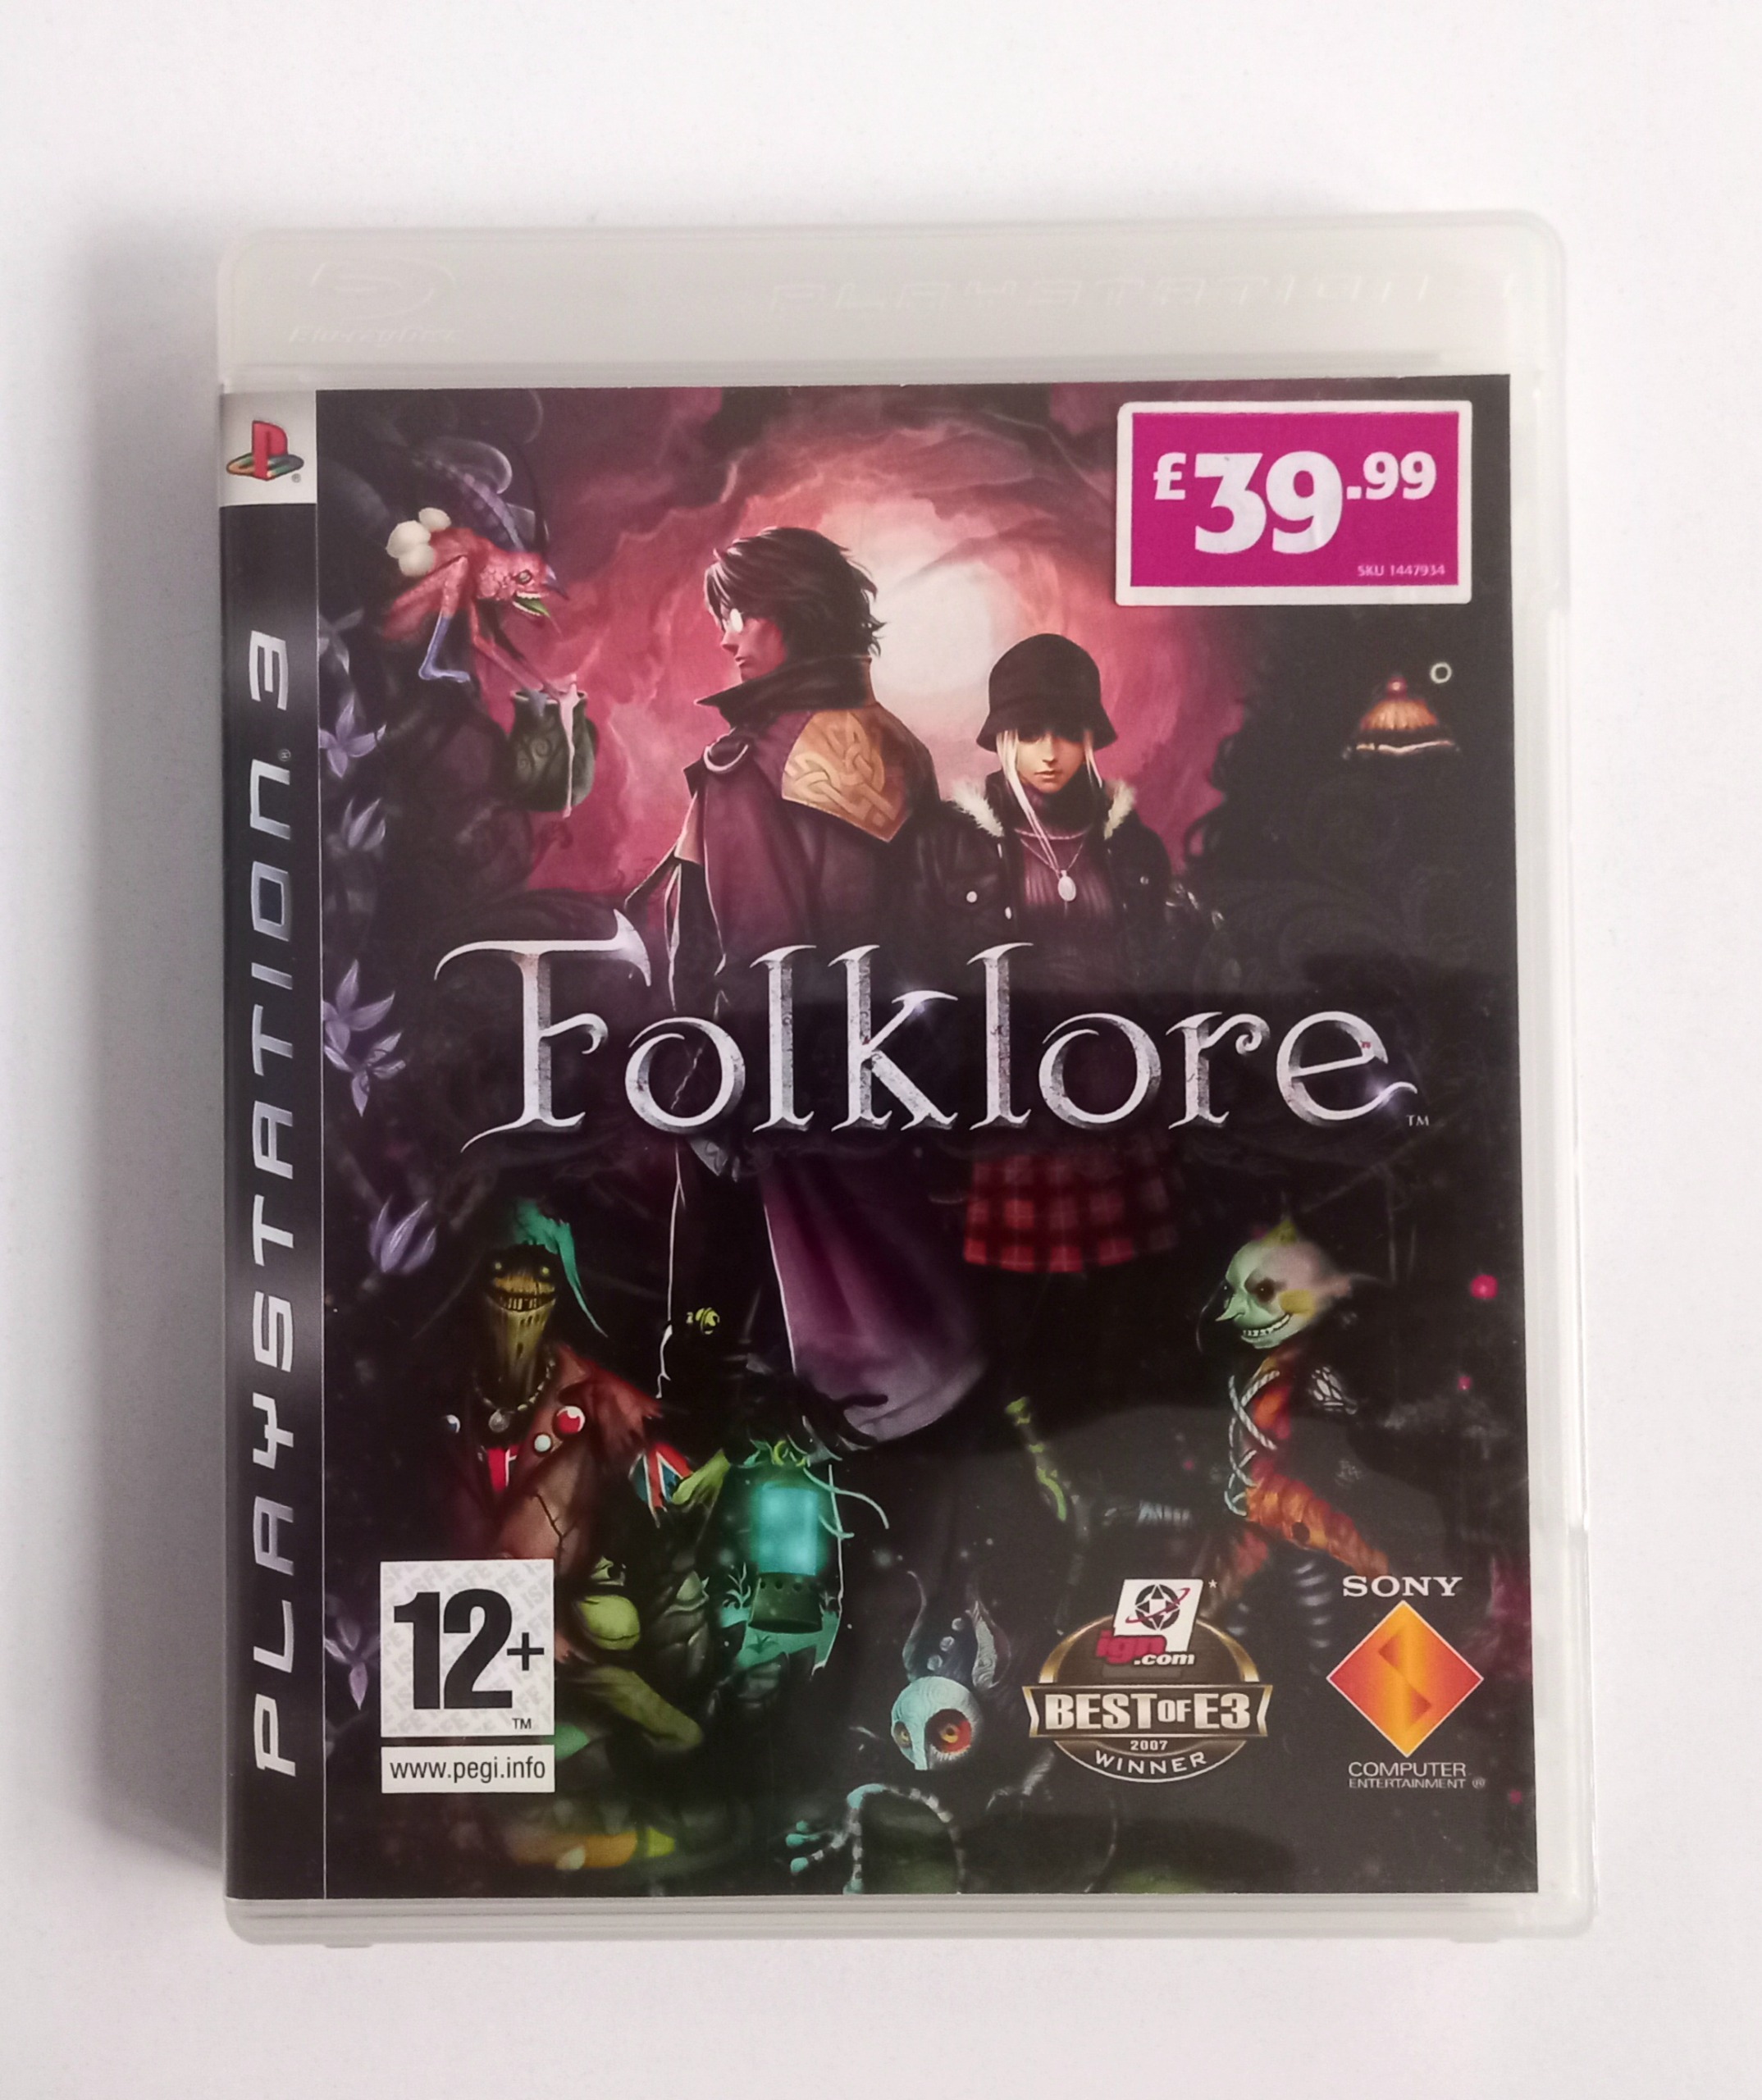 PLAYSTATION
PLAYSTATION®3
£39.99
SKU 1447934
Folklore™
12+™
www.pegi.info
ign.com
BEST OF E3
2007
WINNER
SONY
COMPUTER
ENTERTAINMENT ®